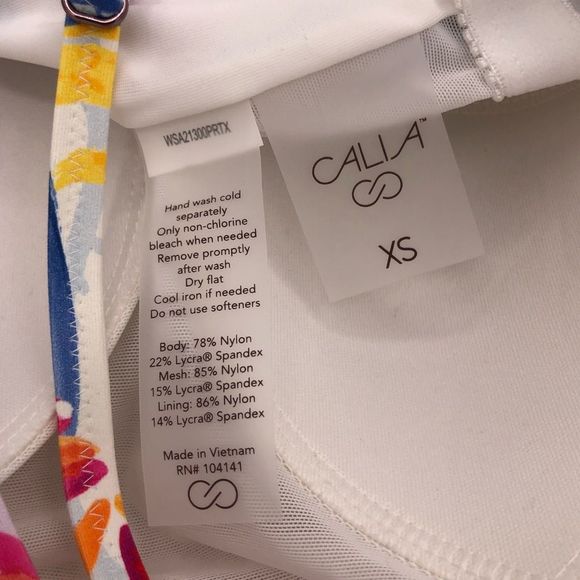 WSA21300PRTX
CALIA™
XS
Hand wash cold
separately
Only non-chlorine
bleach when needed
Remove promptly
after wash
Dry flat
Cool iron if needed
Do not use softeners
Body: 78% Nylon
22% Lycra® Spandex
Mesh: 85% Nylon
15% Lycra® Spandex
Lining: 86% Nylon
14% Lycra® Spandex
Made in Vietnam
RN# 104141